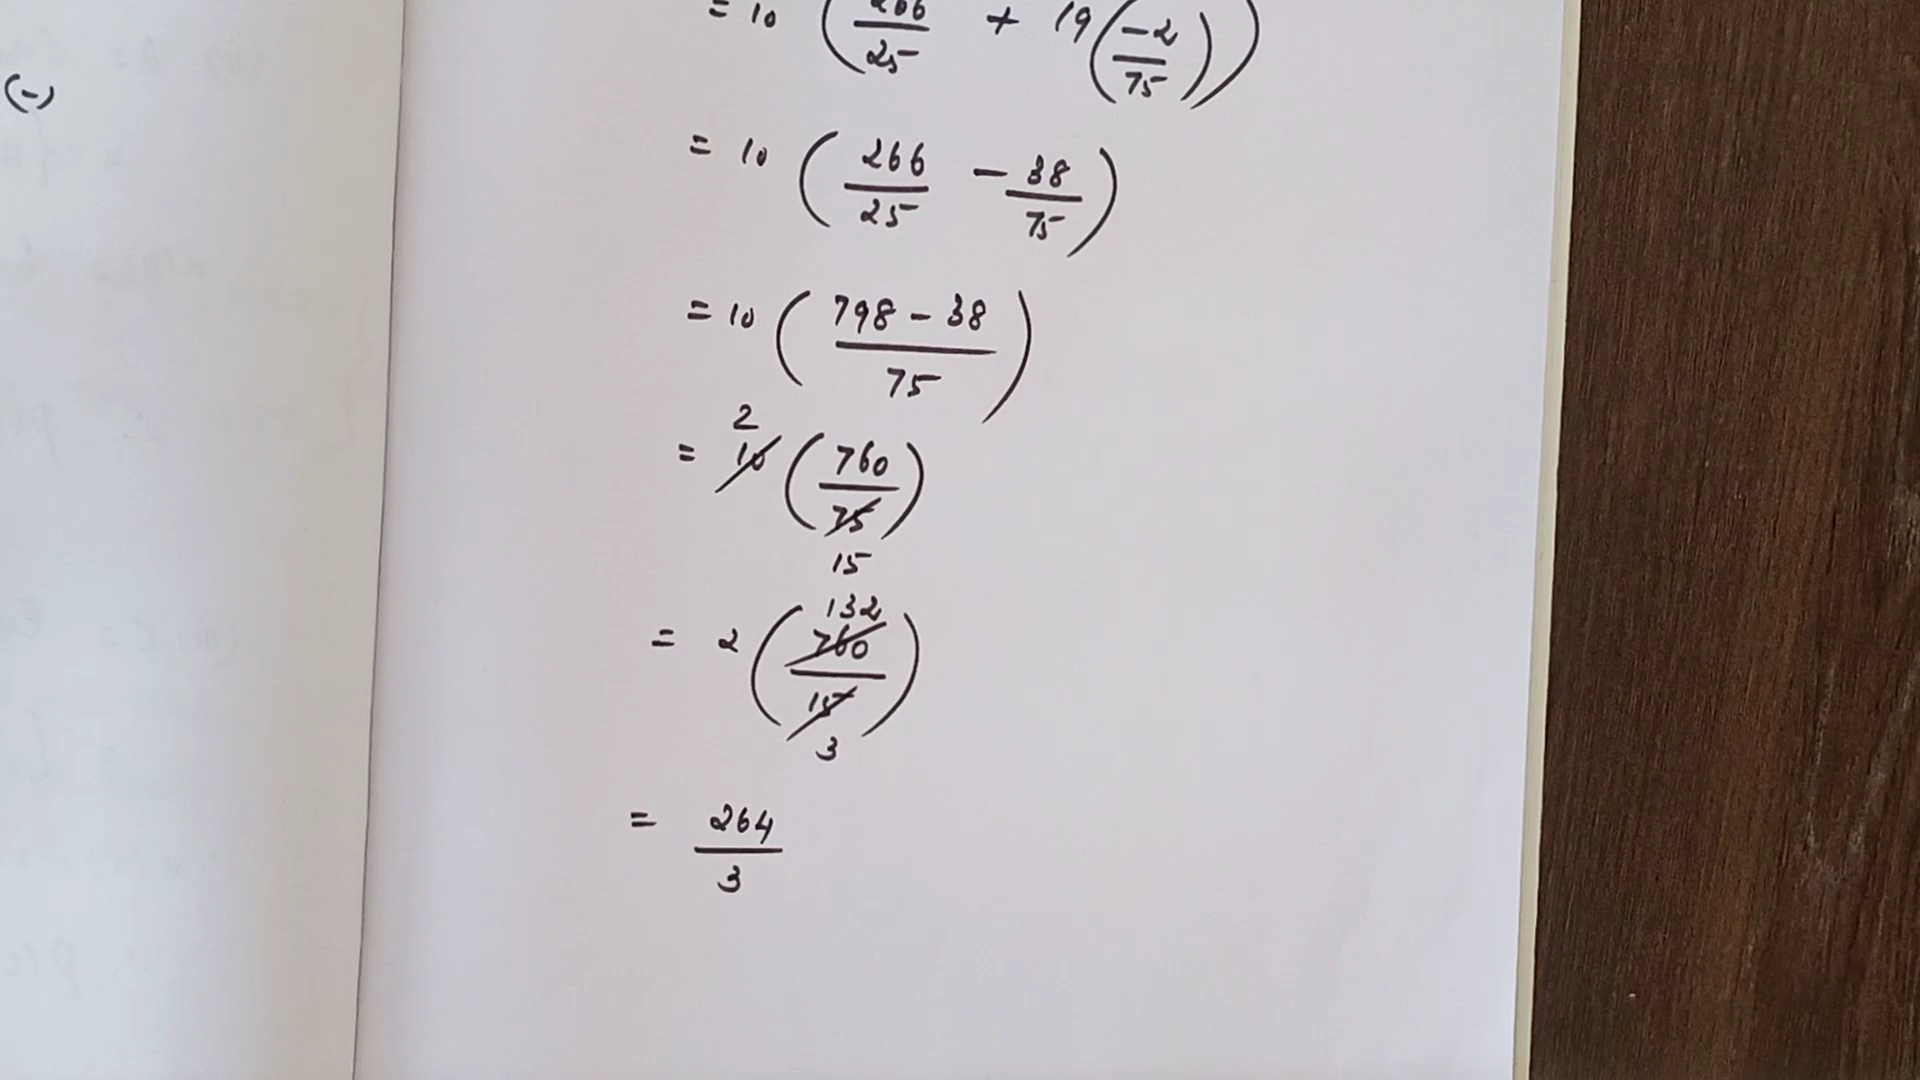 (-)
= 10 ( 266/25 + 19 ( -2/75 ) )
= 10 ( 266/25 - 38/75 )
= 10 ( 798 - 38 / 75 )
2
= 10 ( 760/75 )
15
132
= 2 ( 760/15 )
3
= 264/3